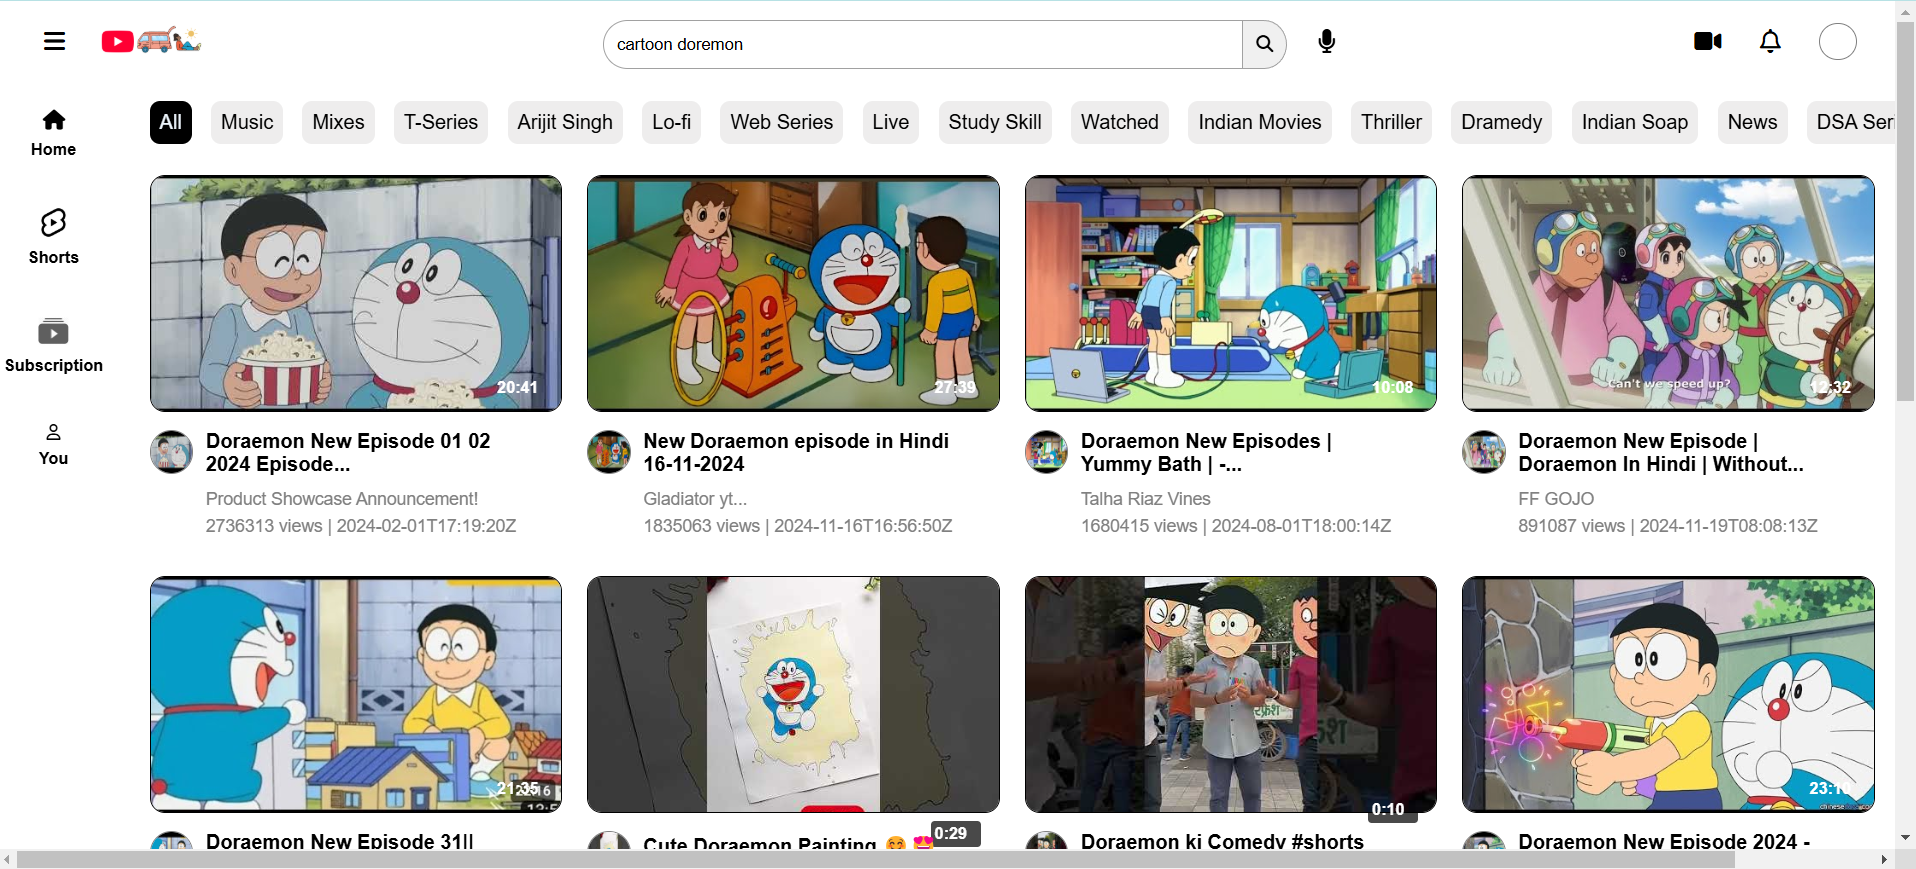 cartoon doremon
All Music Mixes T-Series Arijit Singh Lo-fi Web Series Live Study Skill Watched Indian Movies Thriller Dramedy Indian Soap News DSA Seri
Home
Shorts
Subscription
You
20:41
27:39
10:08
Can't we speed up?
12:32
Doraemon New Episode 01 02
2024 Episode...
Product Showcase Announcement!
2736313 views | 2024-02-01T17:19:20Z
New Doraemon episode in Hindi
16-11-2024
Gladiator yt...
1835063 views | 2024-11-16T16:56:50Z
Doraemon New Episodes |
Yummy Bath | -...
Talha Riaz Vines
1680415 views | 2024-08-01T18:00:14Z
Doraemon New Episode |
Doraemon In Hindi | Without...
FF GOJO
891087 views | 2024-11-19T08:08:13Z
21:35
0:29
0:10
Doraemon New Episode 31||
Cute Doraemon Painting 🤗 😍
Doraemon ki Comedy #shorts
Doraemon New Episode 2024 -